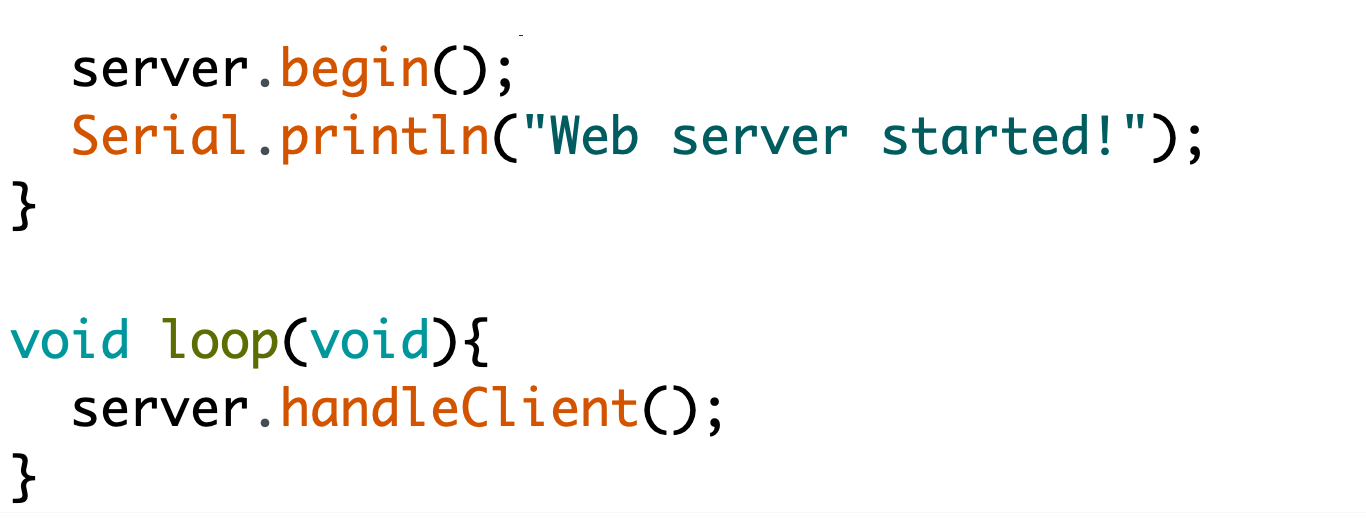 server.begin();
Serial.println("Web server started!");
}
void loop(void){
server.handleClient();
}